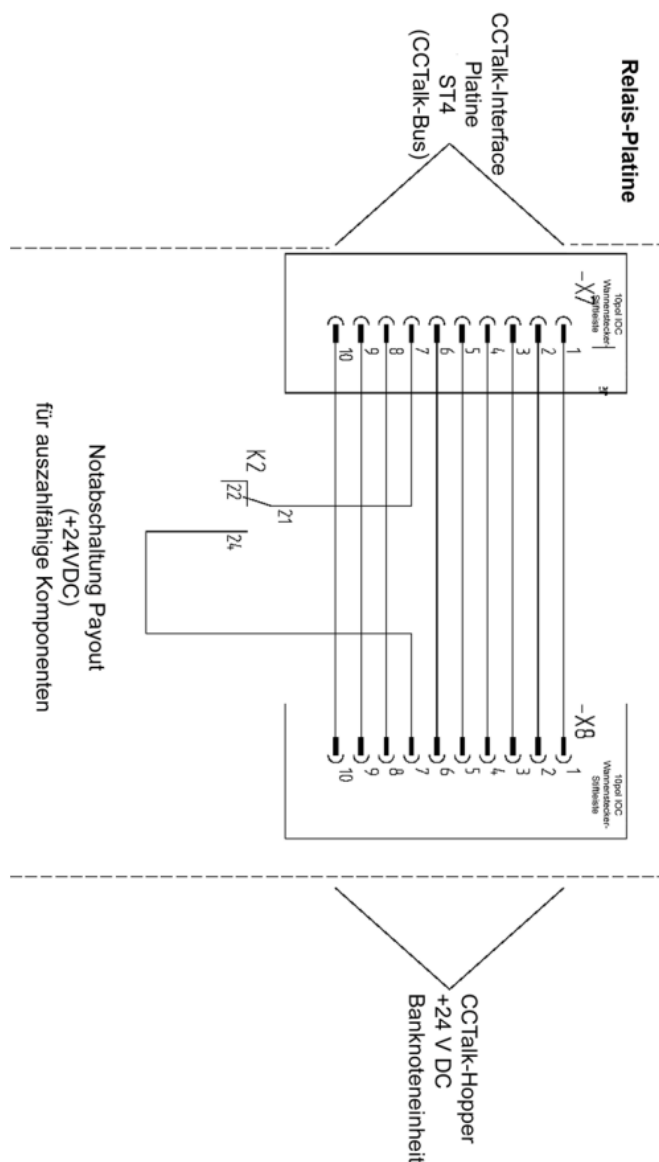 Relais-Platine
10pol IOC
Wannenstecker-
Stiftleiste
-X7
1
2
3
4
5
6
7
8
9
10
10pol IOC
Wannenstecker-
Stiftleiste
-X8
1
2
3
4
5
6
7
8
9
10
CCTalk-Interface
Platine
ST4
(CCTalk-Bus)
CCTalk-Hopper
+24 V DC
Banknoteneinheit
K2
21
22
24
Notabschaltung Payout
(+24VDC)
für auszahlfähige Komponenten